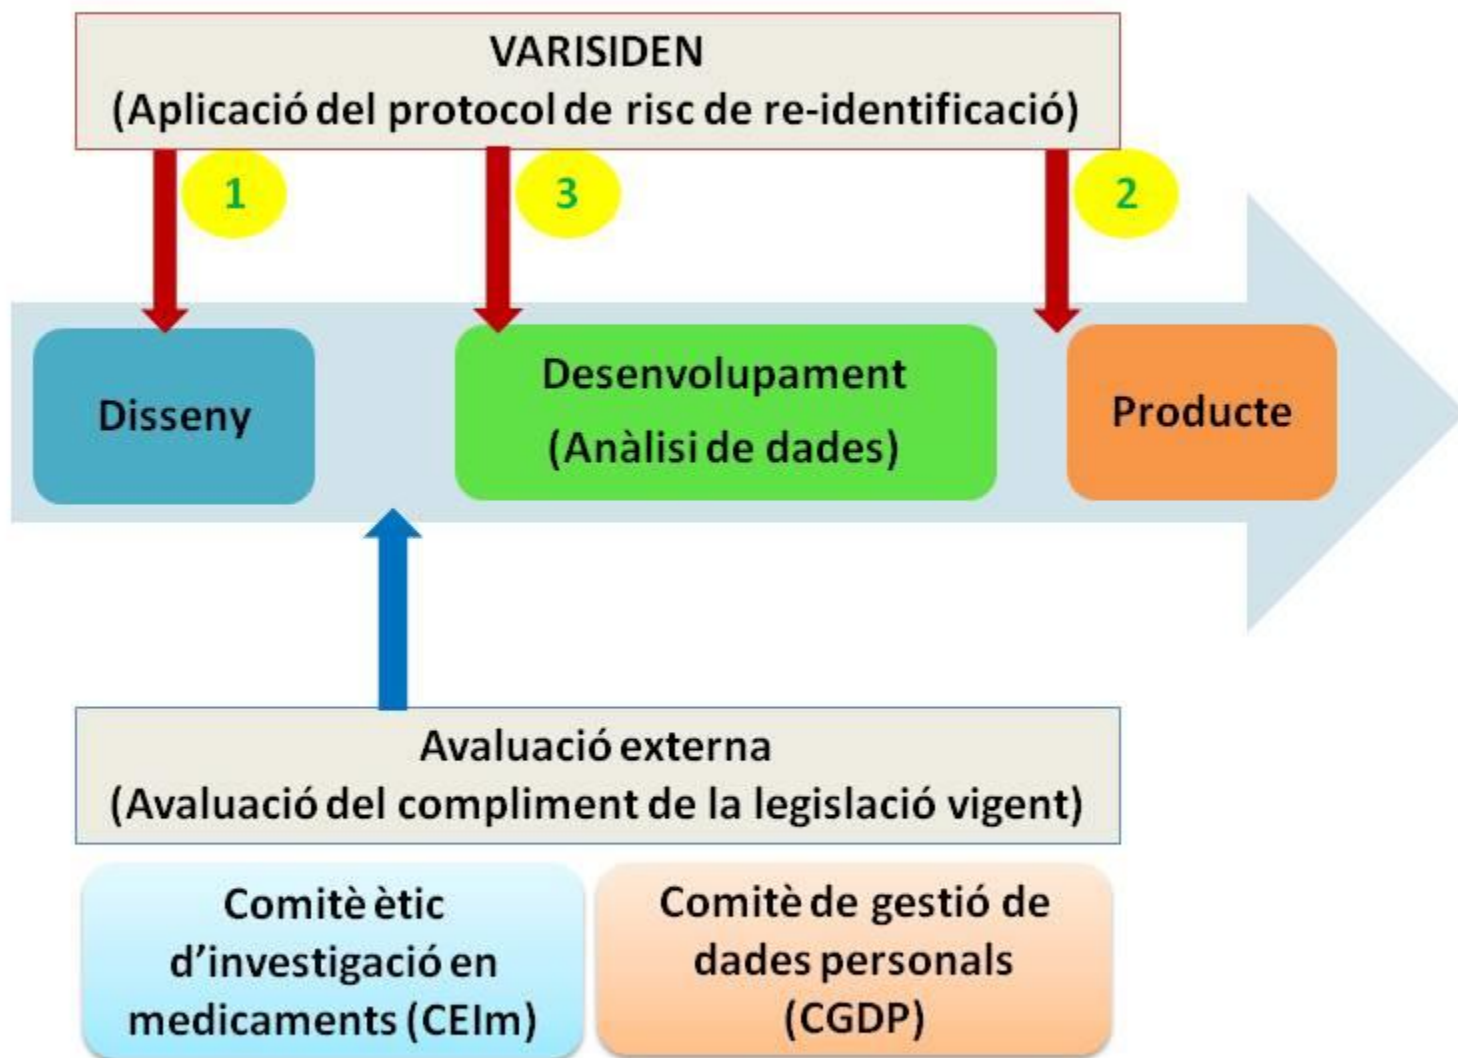 VARISIDEN
(Aplicació del protocol de risc de re-identificació)
1
3
2
Disseny
Desenvolupament
(Anàlisi de dades)
Producte
Avaluació externa
(Avaluació del compliment de la legislació vigent)
Comitè ètic
d’investigació en
medicaments (CEIm)
Comitè de gestió de
dades personals
(CGDP)